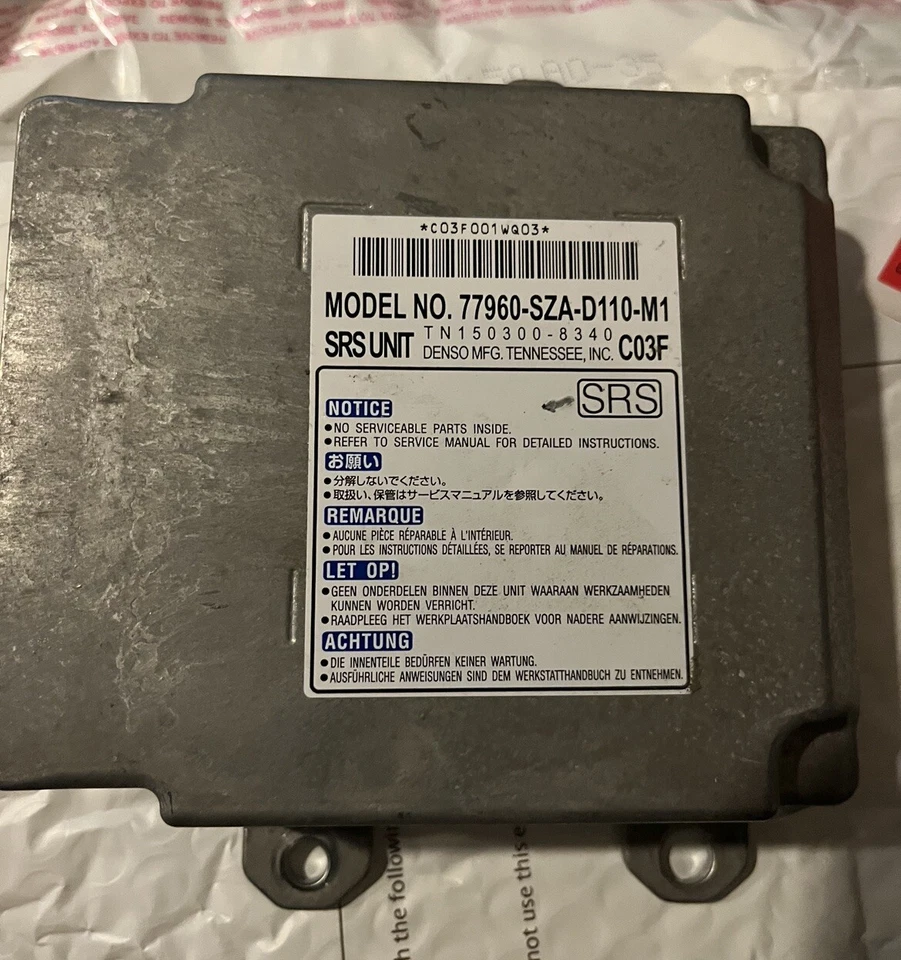 *C03F001WQ03*
MODEL NO. 77960-SZA-D110-M1
SRS UNIT TN150300-8340
DENSO MFG. TENNESSEE, INC. C03F
SRS
NOTICE
●NO SERVICEABLE PARTS INSIDE.
●REFER TO SERVICE MANUAL FOR DETAILED INSTRUCTIONS.
お願い
●分解しないでください。
●取扱い、保管はサービスマニュアルを参照してください。
REMARQUE
●AUCUNE PIÈCE RÉPARABLE À L'INTÉRIEUR.
●POUR LES INSTRUCTIONS DÉTAILLÉES, SE REPORTER AU MANUEL DE RÉPARATIONS.
LET OP!
●GEEN ONDERDELEN BINNEN DEZE UNIT WAARAAN WERKZAAMHEDEN
KUNNEN WORDEN VERRICHT.
●RAADPLEEG HET WERKPLAATSHANDBOEK VOOR NADERE AANWIJZINGEN.
ACHTUNG
●DIE INNENTEILE BEDÜRFEN KEINER WARTUNG.
●AUSFÜHRLICHE ANWEISUNGEN SIND DEM WERKSTATTHANDBUCH ZU ENTNEHMEN.
h the followin
not use this e